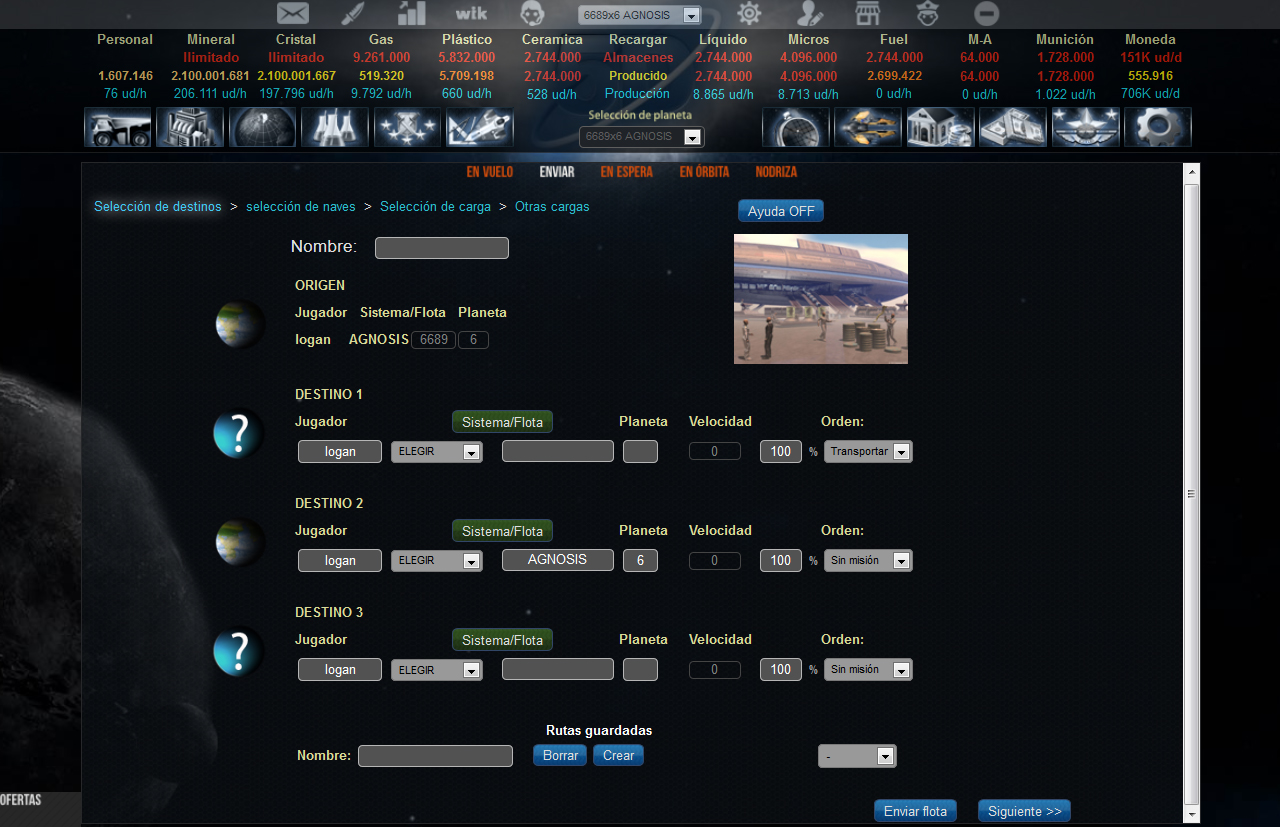 wik 6689x6 AGNOSIS
Personal Mineral Cristal Gas Plástico Ceramica Recargar Líquido Micros Fuel M-A Munición Moneda
Ilimitado Ilimitado 9.261.000 5.832.000 2.744.000 Almacenes 2.744.000 4.096.000 2.744.000 64.000 1.728.000 151K ud/d
1.607.146 2.100.001.681 2.100.001.667 519.320 5.709.198 2.744.000 Producido 2.744.000 4.096.000 2.699.422 64.000 1.728.000 555.916
76 ud/h 206.111 ud/h 197.796 ud/h 9.792 ud/h 660 ud/h 528 ud/h Producción 8.865 ud/h 8.713 ud/h 0 ud/h 0 ud/h 1.022 ud/h 706K ud/d
Selección de planeta
6689x6 AGNOSIS
EN VUELO ENVIAR EN ESPERA EN ÓRBITA NODRIZA
Selección de destinos > selección de naves > Selección de carga > Otras cargas
Ayuda OFF
Nombre:
ORIGEN
Jugador Sistema/Flota Planeta
logan AGNOSIS 6689 6
DESTINO 1
Jugador Sistema/Flota Planeta Velocidad Orden:
logan ELEGIR 0 100 % Transportar
DESTINO 2
Jugador Sistema/Flota Planeta Velocidad Orden:
logan ELEGIR AGNOSIS 6 0 100 % Sin misión
DESTINO 3
Jugador Sistema/Flota Planeta Velocidad Orden:
logan ELEGIR 0 100 % Sin misión
Rutas guardadas
Nombre: Borrar Crear -
OFERTAS
Enviar flota Siguiente >>